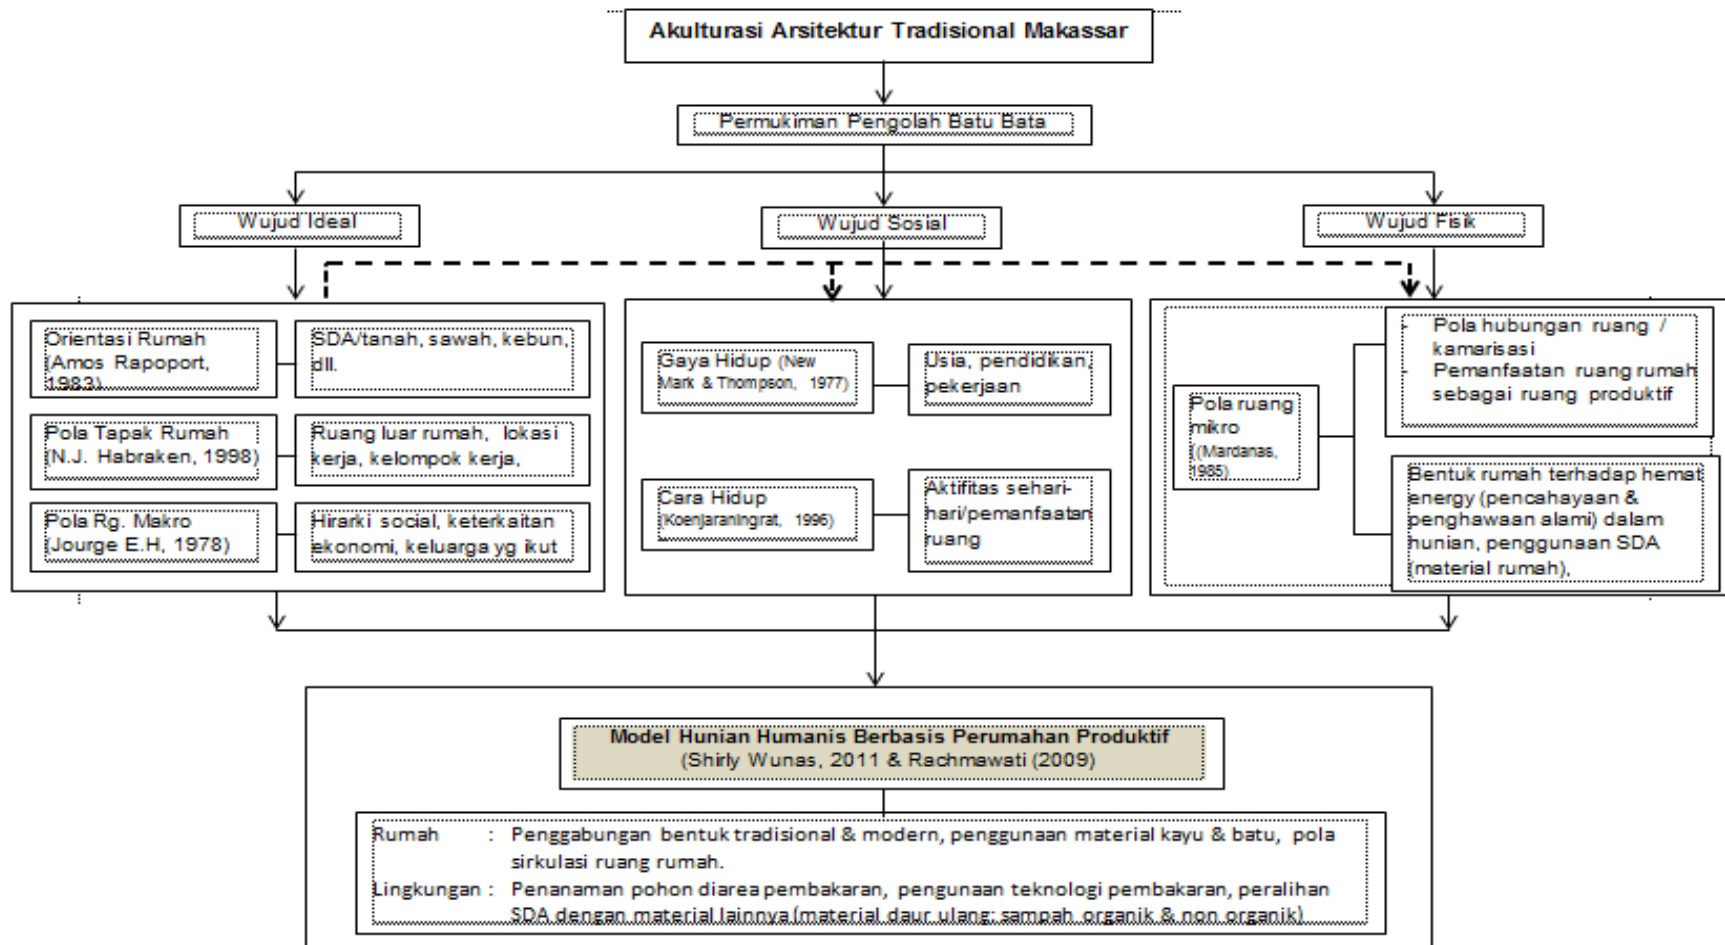 Akulturasi Arsitektur Tradisional Makassar
Permukiman Pengolah Batu Bata
Wujud Ideal
Wujud Sosial
Wujud Fisik
Orientasi Rumah
(Amos Rapoport,
1983)
SDA/tanah, sawah, kebun,
dll.
Pola Tapak Rumah
(N.J. Habraken, 1998)
Ruang luar rumah, lokasi
kerja, kelompok kerja,
Pola Rg. Makro
(Jourge E.H, 1978)
Hirarki social, keterkaitan
ekonomi, keluarga yg ikut
Gaya Hidup (New
Mark & Thompson, 1977)
Usia, pendidikan,
pekerjaan
Cara Hidup
(Koenjaraningrat, 1996)
Aktifitas sehari-
hari/pemanfaatan
ruang
Pola ruang
mikro
((Mardanas,
1985)
- Pola hubungan ruang /
kamarisasi
- Pemanfaatan ruang rumah
sebagai ruang produktif
Bentuk rumah terhadap hemat
energy (pencahayaan &
penghawaan alami) dalam
hunian, penggunaan SDA
(material rumah),
Model Hunian Humanis Berbasis Perumahan Produktif
(Shirly Wunas, 2011 & Rachmawati (2009)
Rumah : Penggabungan bentuk tradisional & modern, penggunaan material kayu & batu, pola
sirkulasi ruang rumah.
Lingkungan : Penanaman pohon diarea pembakaran, pengunaan teknologi pembakaran, peralihan
SDA dengan material lainnya (material daur ulang; sampah organik & non organik)